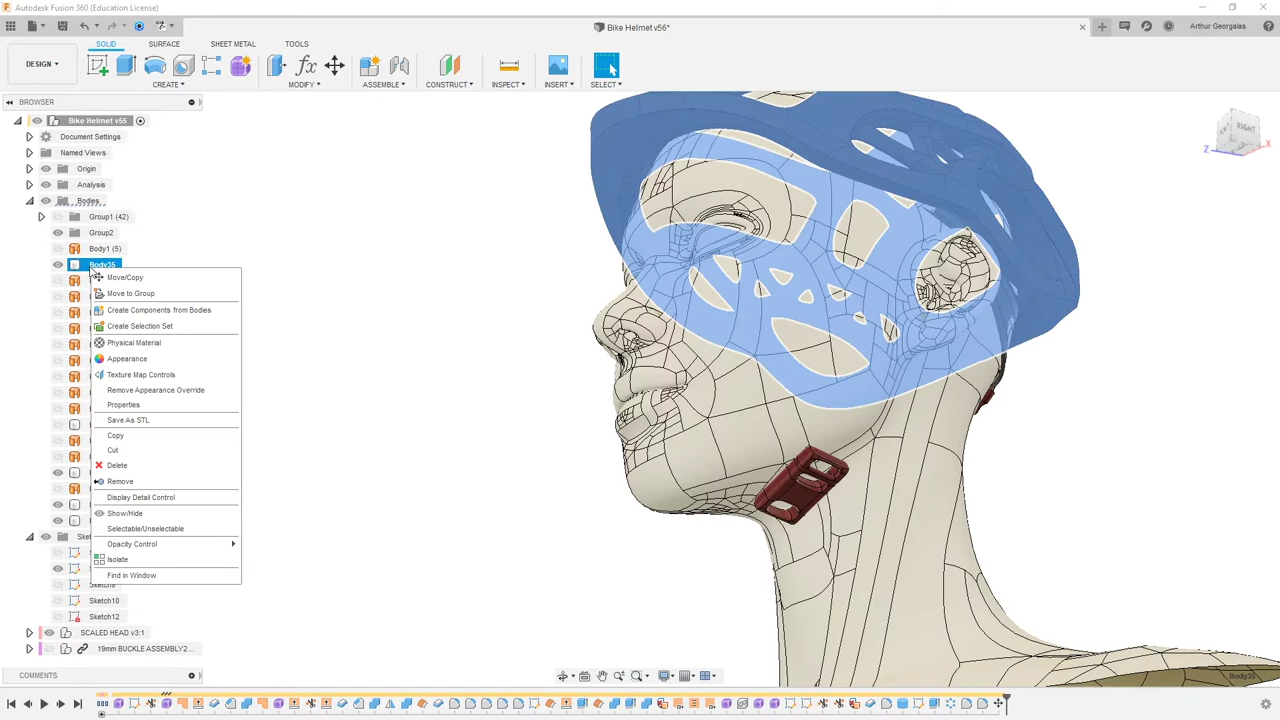 Autodesk Fusion 360 (Education License)
Bike Helmet v56*
Arthur Georgalas
DESIGN
SOLID SURFACE SHEET METAL TOOLS
CREATE MODIFY ASSEMBLE CONSTRUCT INSPECT INSERT SELECT
BROWSER
Bike Helmet v55
Document Settings
Named Views
Origin
Analysis
Bodies
Group1 (42)
Group2
Body1 (5)
Body35
Move/Copy
Move to Group
Create Components from Bodies
Create Selection Set
Physical Material
Appearance
Texture Map Controls
Remove Appearance Override
Properties
Save As STL
Copy
Cut
Delete
Remove
Display Detail Control
Show/Hide
Selectable/Unselectable
Opacity Control
Isolate
Find in Window
Sketch10
Sketch12
SCALED HEAD v3:1
19mm BUCKLE ASSEMBLY2...
COMMENTS
RIGHT
Z
X
Body35